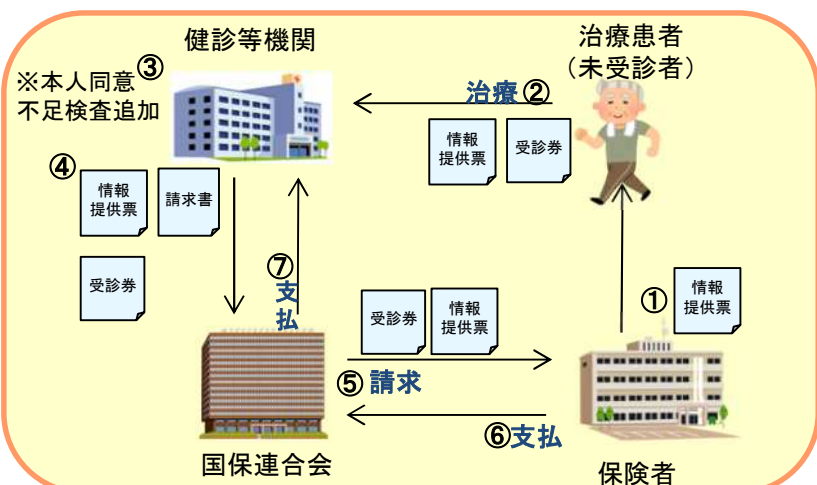 健診等機関
③
※本人同意
不足検査追加
治療患者
（未受診者）
治療②
情報
提供票
受診券
④
情報
提供票
請求書
受診券
⑦
支
払
受診券
情報
提供票
①
情報
提供票
⑤請求
⑥支払
国保連合会
保険者